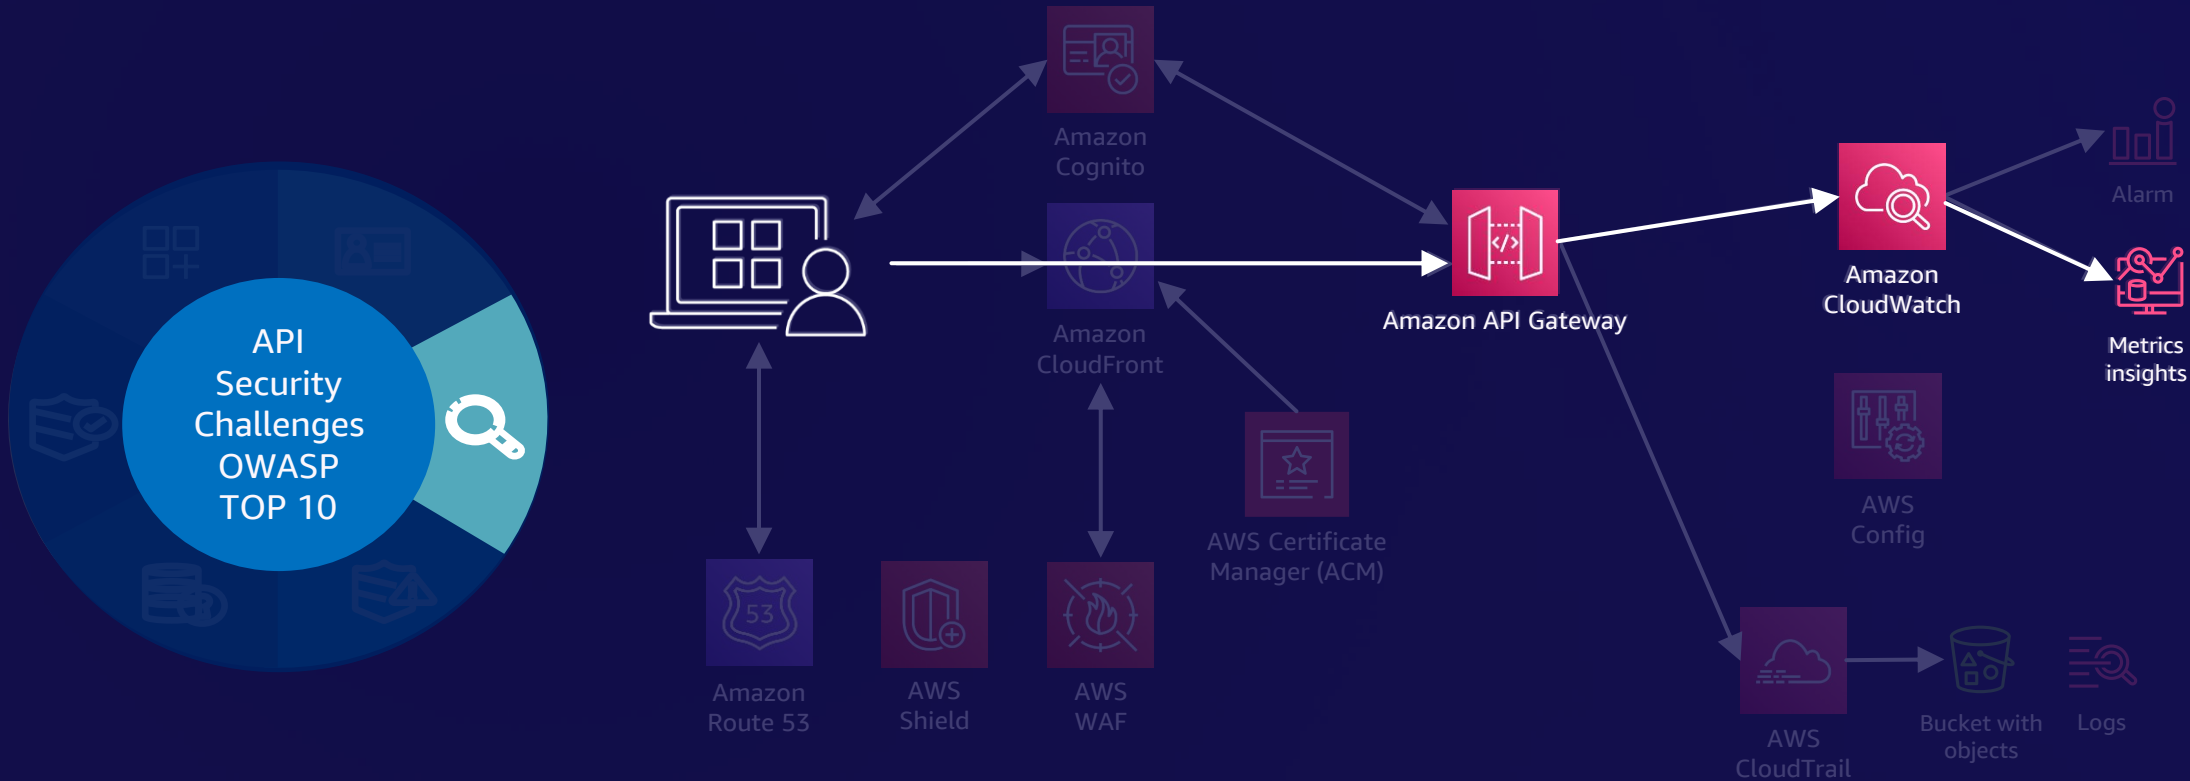 API
Security
Challenges
OWASP
TOP 10
Amazon
Cognito
Amazon
CloudFront
Amazon API Gateway
Amazon
CloudWatch
Alarm
Metrics
insights
AWS Certificate
Manager (ACM)
AWS
Config
53
Amazon
Route 53
AWS
Shield
AWS
WAF
AWS
CloudTrail
Bucket with
objects
Logs